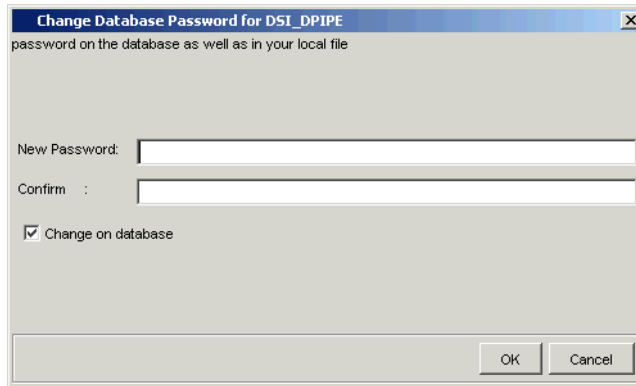 Change Database Password for DSI_DPIPE
password on the database as well as in your local file
New Password:
Confirm :
Change on database
OK Cancel